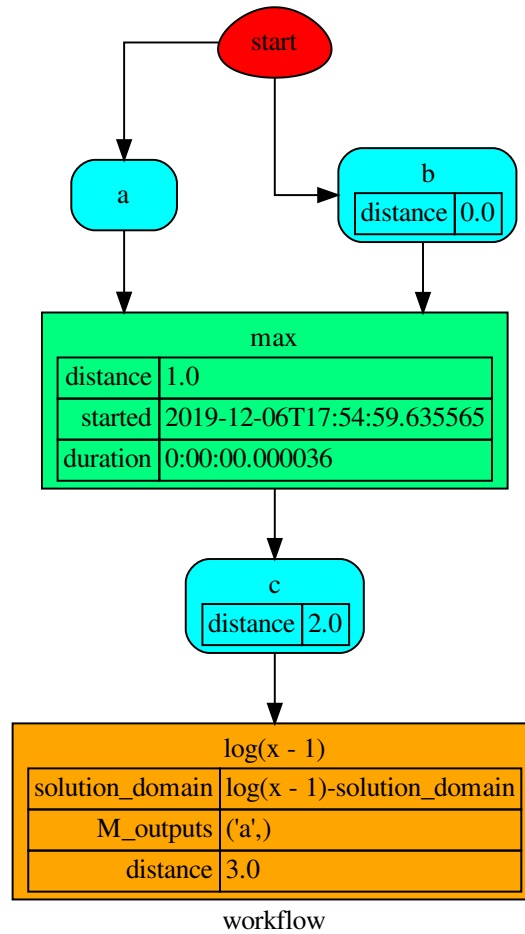 start
a
b
distance 0.0
max
distance 1.0
started 2019-12-06T17:54:59.635565
duration 0:00:00.000036
c
distance 2.0
log(x - 1)
solution_domain log(x - 1)-solution_domain
M_outputs ('a',)
distance 3.0
workflow